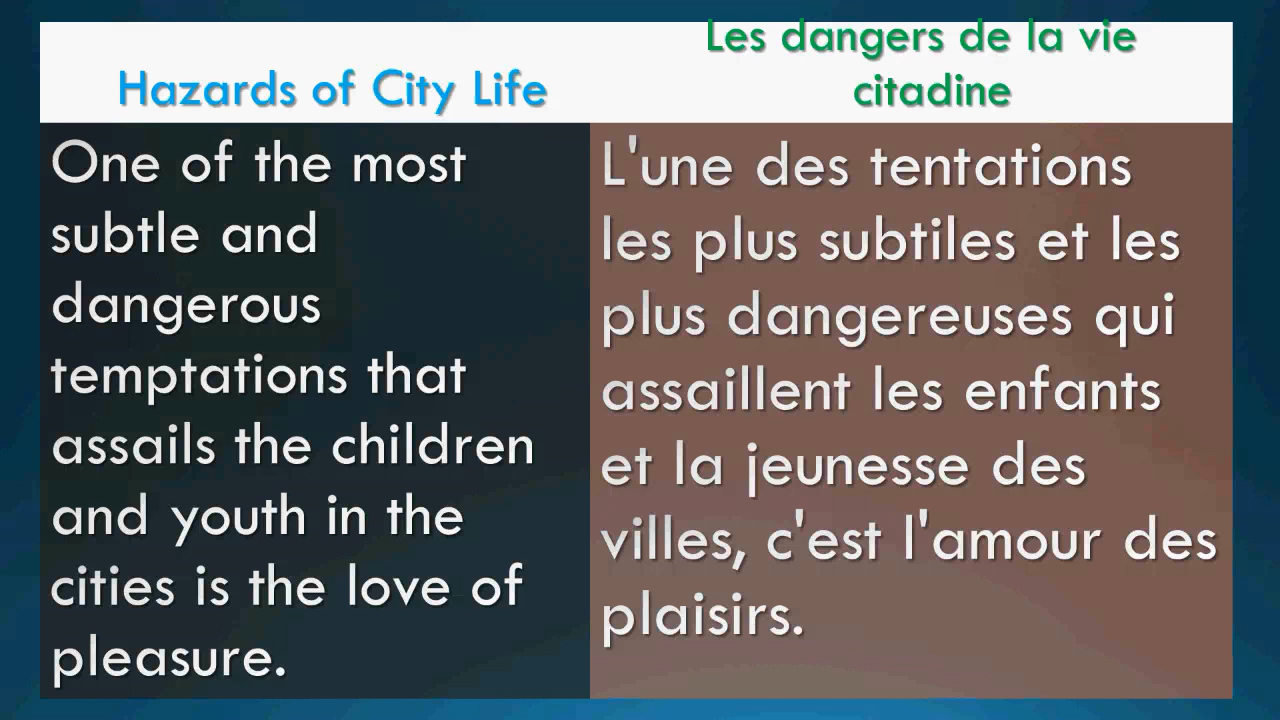 Hazards of City Life
Les dangers de la vie
citadine
One of the most
subtle and
dangerous
temptations that
assails the children
and youth in the
cities is the love of
pleasure.
L'une des tentations
les plus subtiles et les
plus dangereuses qui
assaillent les enfants
et la jeunesse des
villes, c'est l'amour des
plaisirs.